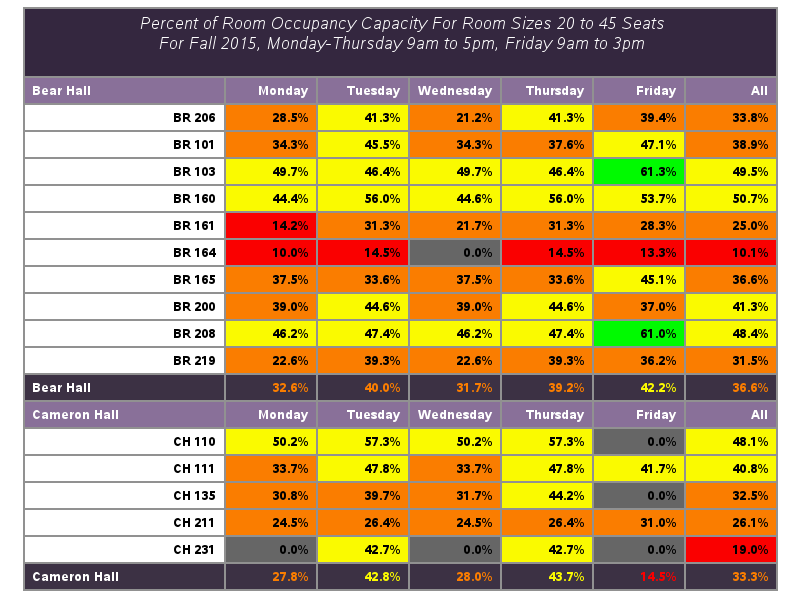 Percent of Room Occupancy Capacity For Room Sizes 20 to 45 Seats
For Fall 2015, Monday-Thursday 9am to 5pm, Friday 9am to 3pm
Bear Hall Monday Tuesday Wednesday Thursday Friday All
BR 206 28.5% 41.3% 21.2% 41.3% 39.4% 33.8%
BR 101 34.3% 45.5% 34.3% 37.6% 47.1% 38.9%
BR 103 49.7% 46.4% 49.7% 46.4% 61.3% 49.5%
BR 160 44.4% 56.0% 44.6% 56.0% 53.7% 50.7%
BR 161 14.2% 31.3% 21.7% 31.3% 28.3% 25.0%
BR 164 10.0% 14.5% 0.0% 14.5% 13.3% 10.1%
BR 165 37.5% 33.6% 37.5% 33.6% 45.1% 36.6%
BR 200 39.0% 44.6% 39.0% 44.6% 37.0% 41.3%
BR 208 46.2% 47.4% 46.2% 47.4% 61.0% 48.4%
BR 219 22.6% 39.3% 22.6% 39.3% 36.2% 31.5%
Bear Hall 32.6% 40.0% 31.7% 39.2% 42.2% 36.6%
Cameron Hall Monday Tuesday Wednesday Thursday Friday All
CH 110 50.2% 57.3% 50.2% 57.3% 0.0% 48.1%
CH 111 33.7% 47.8% 33.7% 47.8% 41.7% 40.8%
CH 135 30.8% 39.7% 31.7% 44.2% 0.0% 32.5%
CH 211 24.5% 26.4% 24.5% 26.4% 31.0% 26.1%
CH 231 0.0% 42.7% 0.0% 42.7% 0.0% 19.0%
Cameron Hall 27.8% 42.8% 28.0% 43.7% 14.5% 33.3%